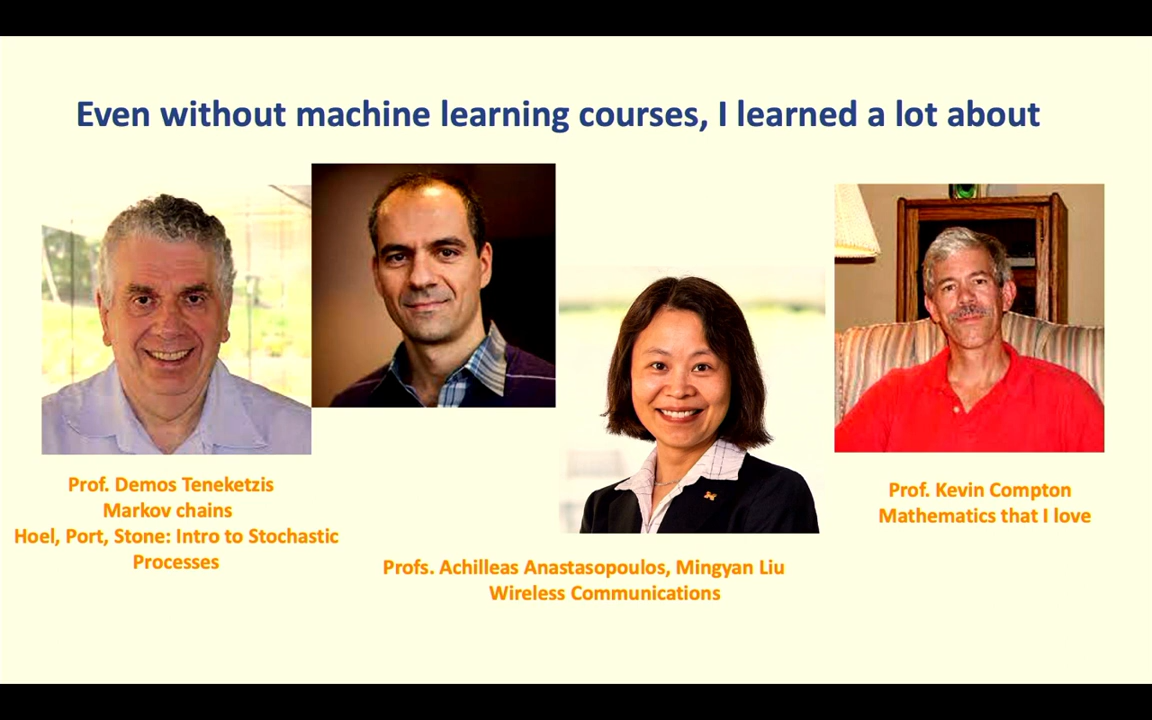 Even without machine learning courses, I learned a lot about
Prof. Demos Teneketzis
Markov chains
Hoel, Port, Stone: Intro to Stochastic
Processes
Profs. Achilleas Anastasopoulos, Mingyan Liu
Wireless Communications
Prof. Kevin Compton
Mathematics that I love